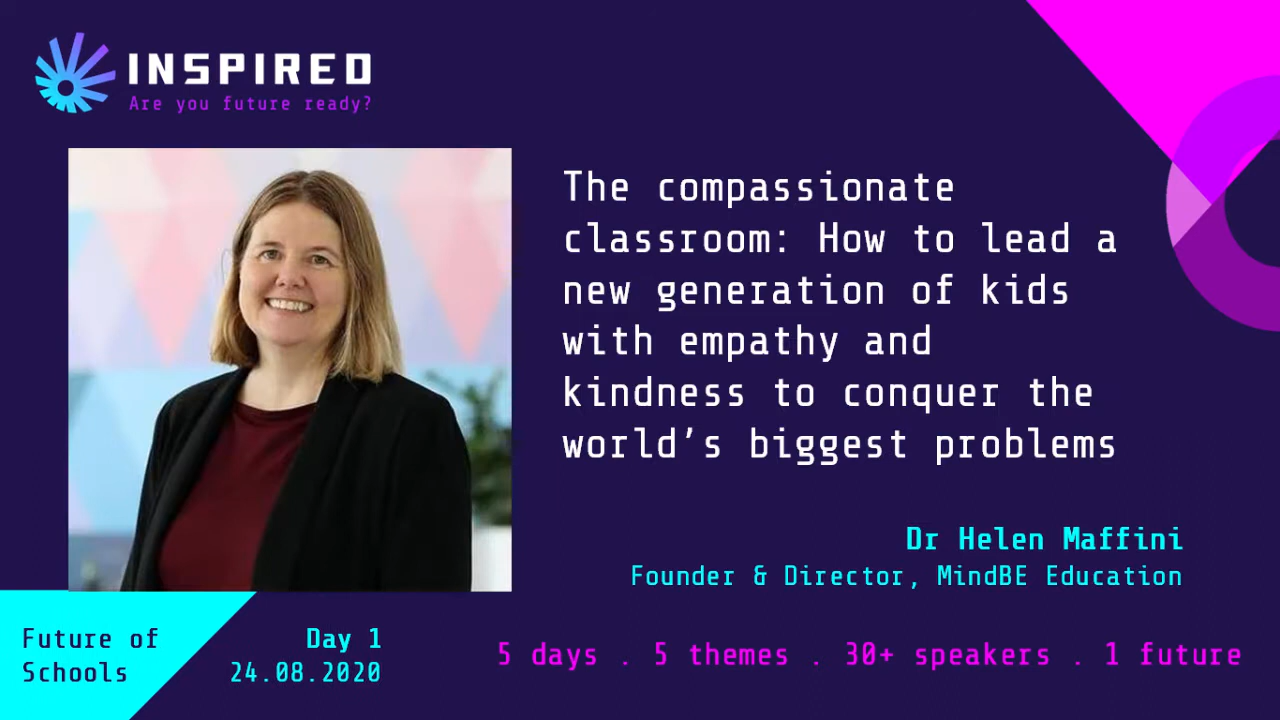 INSPIRED
Are you future ready?
The compassionate
classroom: How to lead a
new generation of kids
with empathy and
kindness to conquer the
world’s biggest problems
Dr Helen Maffini
Founder & Director, MindBE Education
Future of
Schools
Day 1
24.08.2020
5 days . 5 themes . 30+ speakers . 1 future